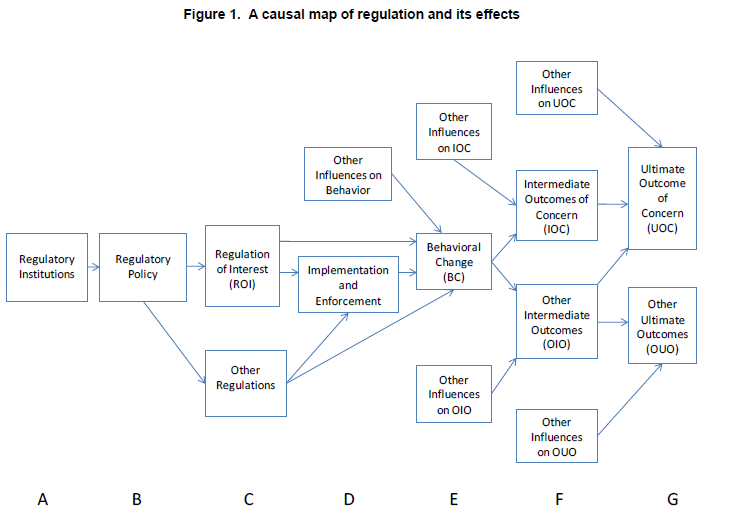 Figure 1. A causal map of regulation and its effects
Other
Influences
on UOC
Other
Influences
on IOC
Other
Influences on
Behavior
Intermediate
Outcomes of
Concern
(IOC)
Ultimate
Outcome
of
Concern
(UOC)
Regulatory
Institutions
Regulatory
Policy
Regulation
of Interest
(ROI)
Implementation
and
Enforcement
Behavioral
Change
(BC)
Other
Intermediate
Outcomes
(OIO)
Other
Ultimate
Outcomes
(OUO)
Other
Regulations
Other
Influences
on OIO
Other
Influences
on OUO
A B C D E F G